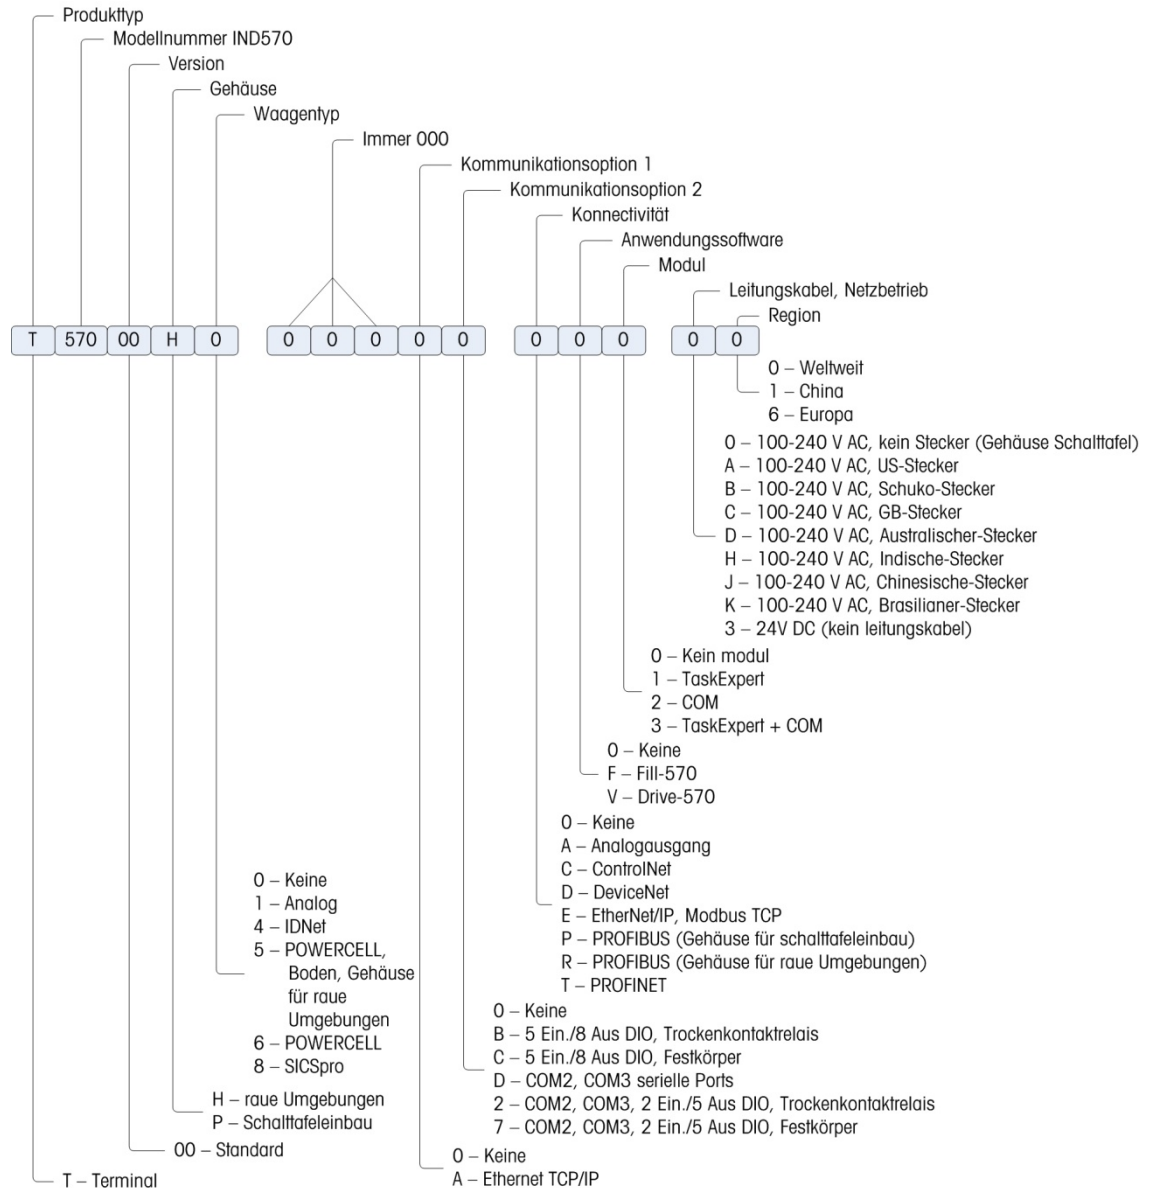 Produkttyp
Modellnummer IND570
Version
Gehäuse
Waagentyp
Immer 000
Kommunikationsoption 1
Kommunikationsoption 2
Konnectivität
Anwendungssoftware
Modul
Leitungskabel, Netzbetrieb
Region
T 570 00 H 0 0 0 0 0 0 0 0 0 0 0
0 – Weltweit
1 – China
6 – Europa
0 – 100-240 V AC, kein Stecker (Gehäuse Schalttafel)
A – 100-240 V AC, US-Stecker
B – 100-240 V AC, Schuko-Stecker
C – 100-240 V AC, GB-Stecker
D – 100-240 V AC, Australischer-Stecker
H – 100-240 V AC, Indische-Stecker
J – 100-240 V AC, Chinesische-Stecker
K – 100-240 V AC, Brasilianer-Stecker
3 – 24V DC (kein leitungskabel)
0 – Kein modul
1 – TaskExpert
2 – COM
3 – TaskExpert + COM
0 – Keine
F – Fill-570
V – Drive-570
0 – Keine
A – Analogausgang
C – ControlNet
D – DeviceNet
E – EtherNet/IP, Modbus TCP
P – PROFIBUS (Gehäuse für schalttafeleinbau)
R – PROFIBUS (Gehäuse für raue Umgebungen)
T – PROFINET
0 – Keine
1 – Analog
4 – IDNet
5 – POWERCELL,
Boden, Gehäuse
für raue
Umgebungen
6 – POWERCELL
8 – SICSpro
0 – Keine
B – 5 Ein./8 Aus DIO, Trockenkontaktrelais
C – 5 Ein./8 Aus DIO, Festkörper
D – COM2, COM3 serielle Ports
2 – COM2, COM3, 2 Ein./5 Aus DIO, Trockenkontaktrelais
7 – COM2, COM3, 2 Ein./5 Aus DIO, Festkörper
H – raue Umgebungen
P – Schalttafeleinbau
00 – Standard
0 – Keine
A – Ethernet TCP/IP
T – Terminal